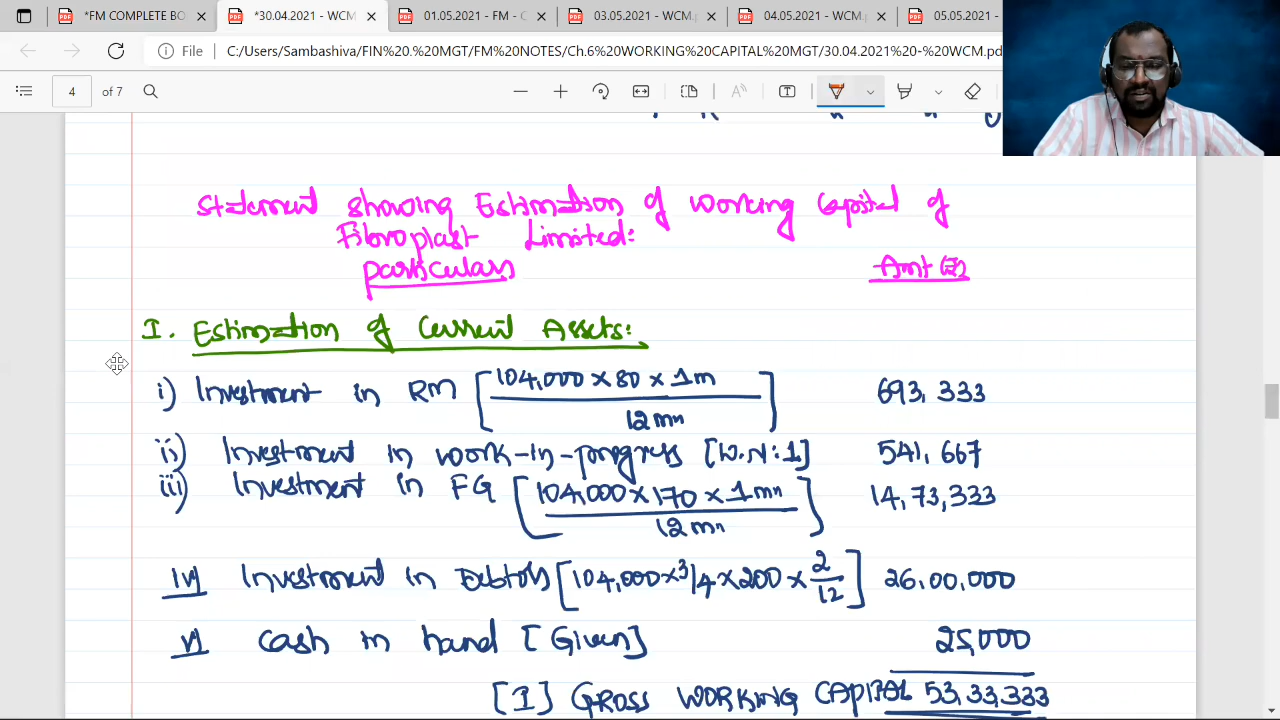 *FM COMPLETE BO
*30.04.2021 - WCM
01.05.2021 - FM - C
03.05.2021 - WCM.p
04.05.2021 - WCM.
05.05.2021 -
File
C:/Users/Sambashiva/FIN%20.%20MGT/FM%20NOTES/Ch.6%20WORKING%20CAPITAL%20MGT/30.04.2021%20-%20WCM.pd
4 of 7
Statement showing Estimation of Working Capital of
Fibroplast Limited:
particulars Amt (₹)
I. Estimation of Current Assets:
i) Investment in RM [104,000 x 80 x 1m / 12 mn] 693,333
ii) Investment in work-in-progress [W.N:1] 541,667
iii) Investment in FG [104,000 x 170 x 1mn / 12 mn] 14,73,333
iv) Investment in Debtors [104,000 x 3/4 x 200 x 2/12] 26,00,000
v) Cash in hand [Given] 25,000
[I] GROSS WORKING CAPITAL 53,33,333